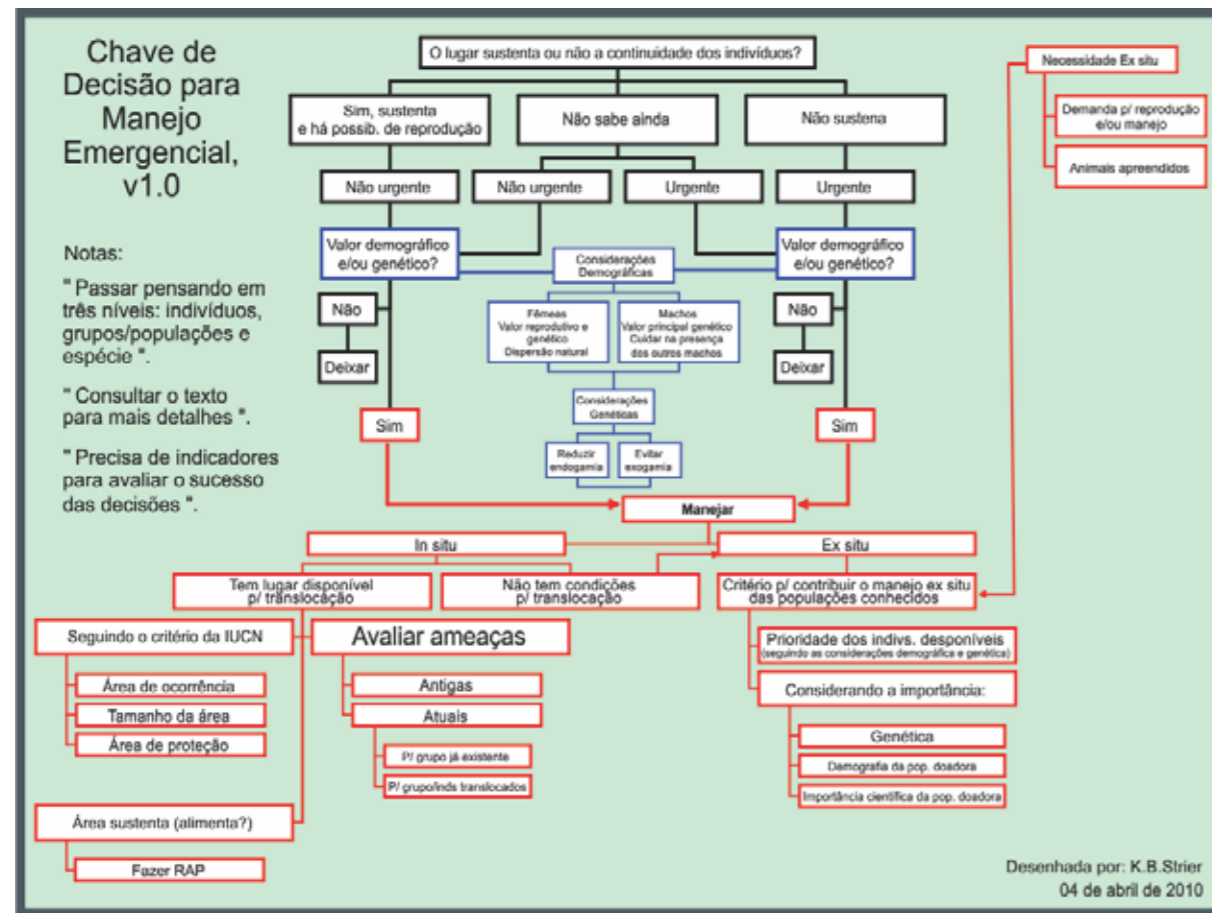 Chave de
Decisão para
Manejo
Emergencial,
v1.0
Notas:
" Passar pensando em
três níveis: indivíduos,
grupos/populações e
espécie ".
" Consultar o texto
para mais detalhes ".
" Precisa de indicadores
para avaliar o sucesso
das decisões ".
O lugar sustenta ou não a continuidade dos indivíduos?
Sim, sustenta
e há possib. de reprodução
Não sabe ainda
Não sustena
Não urgente
Não urgente
Urgente
Urgente
Valor demográfico
e/ou genético?
Considerações
Demográficas
Valor demográfico
e/ou genético?
Não
Deixar
Fêmeas
Valor reprodutivo e
genético
Dispersão natural
Machos
Valor principal genético
Cuidar na presença
dos outros machos
Não
Deixar
Considerações
Genéticas
Sim
Sim
Reduzir
endogamia
Evitar
exogamia
Manejar
Necessidade Ex situ
Demanda p/ reprodução
e/ou manejo
Animais apreendidos
In situ
Ex situ
Tem lugar disponível
p/ translocação
Não tem condições
p/ translocação
Critério p/ contribuir o manejo ex situ
das populações conhecidos
Seguindo o critério da IUCN
Área de ocorrência
Tamanho da área
Área de proteção
Avaliar ameaças
Antigas
Atuais
P/ grupo já existente
P/ grupo/inds translocados
Prioridade dos indivs. desponíveis
(seguindo as considerações demográfica e genética)
Considerando a importância:
Genética
Demografia da pop. doadora
Importância científica da pop. doadora
Área sustenta (alimenta?)
Fazer RAP
Desenhada por: K.B.Strier
04 de abril de 2010